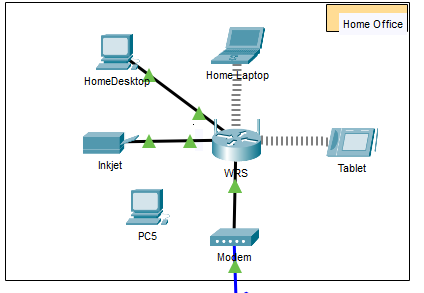 Home Office
HomeDesktop
Home Laptop
Inkjet
WRS
Tablet
PC5
Modem